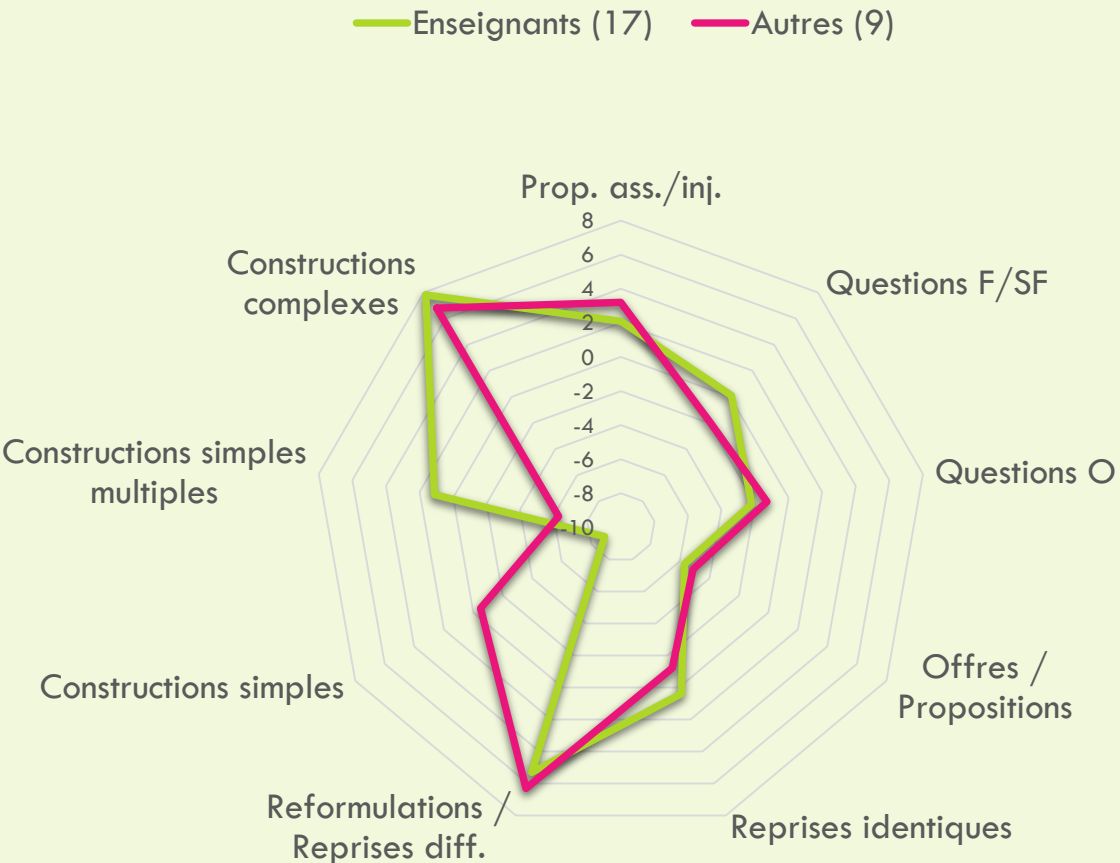 Enseignants (17) Autres (9)
Prop. ass./inj.
8
6
4
2
0
-2
-4
-6
-8
-10
Questions F/SF
Questions O
Offres /
Propositions
Reprises identiques
Reformulations /
Reprises diff.
Constructions simples
Constructions simples
multiples
Constructions
complexes